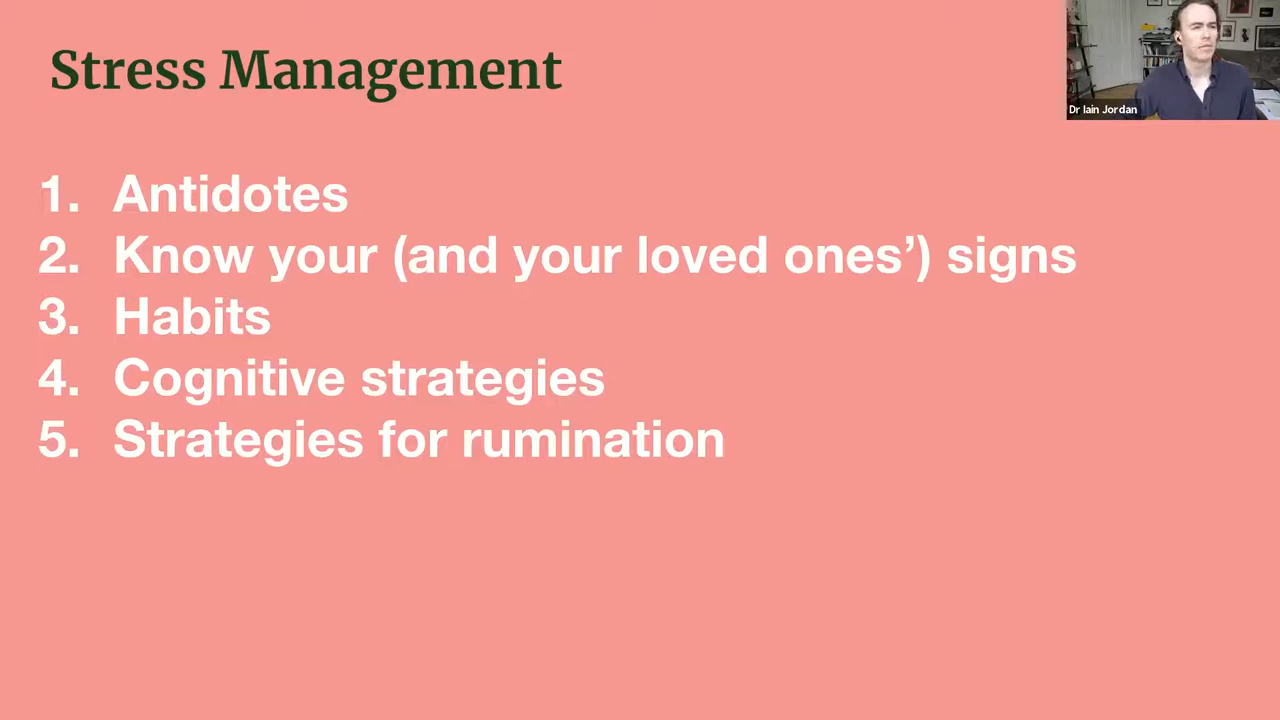 Stress Management
Dr Iain Jordan
1. Antidotes
2. Know your (and your loved ones’) signs
3. Habits
4. Cognitive strategies
5. Strategies for rumination